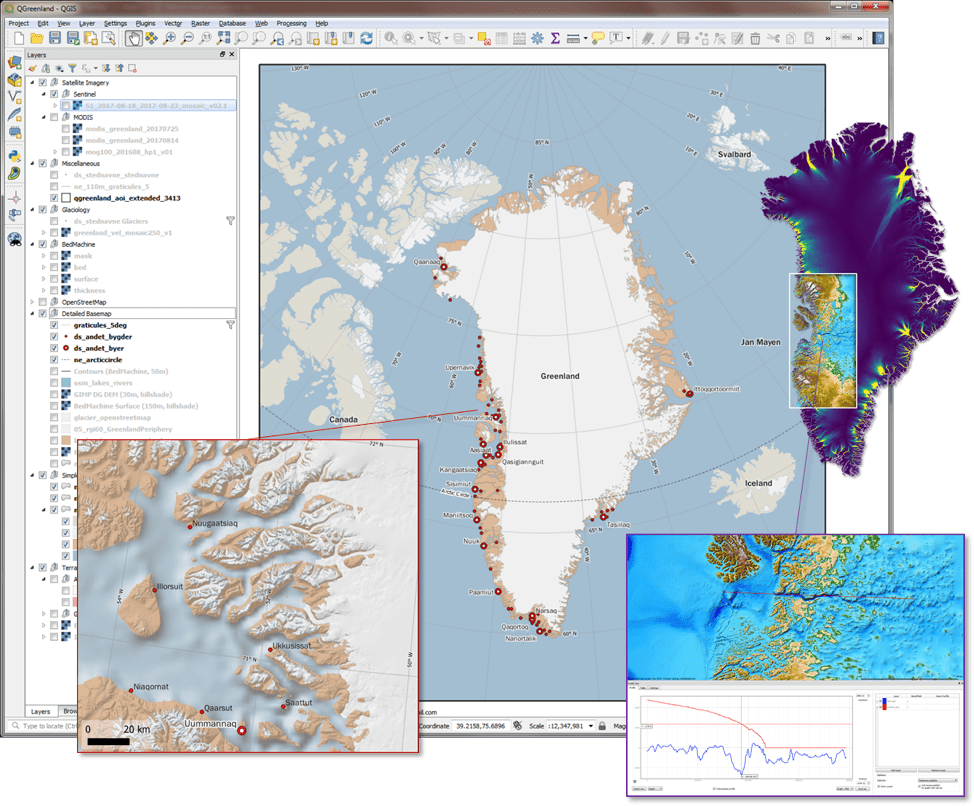 QGreenland - QGIS
Project Edit View Layer Settings Plugins Vector Raster Database Web Processing Help
Layers
Satellite Imagery
Sentinel
S1_2017-08-18_2017-08-23_mosaic_v02.1
MODIS
modis_greenland_20170725
modis_greenland_20170814
mog100_201608_hp1_v01
Miscellaneous
ds_stednavne_stednavne
ne_110m_graticules_5
qgreenland_aoi_extended_3413
Glaciology
ds_stednavne Glaciers
greenland_vel_mosaic250_v1
BedMachine
mask
bed
surface
thickness
OpenStreetMap
Detailed Basemap
graticules_5deg
ds_andet_bygder
ds_andet_byer
ne_arcticcircle
Contours (BedMachine, 50m)
osm_lakes_rivers
GIMP DG DEM (30m, hillshade)
BedMachine Surface (150m, hillshade)
glacier_openstreetmap
05_rgi60_GreenlandPeriphery
Simple
Terra
Layers Brow
Type to locate (Ctrl
Coordinate 39.2158,75.6896 Scale :12,347,981 Mag
130° W
120° W
110° W
100° W
90° W
80° W
85° N
50° W
40° E
30° E
20° E
10° E
Svalbard
80° N
10° W
Qaanaaq
75° N
70° W
Upernavik
60° W
Jan Mayen
Greenland
20° W
Ittoqqortoormiit
Canada
70° N
Uummannaq
Ilulissat
Aasiaat
Qasigiannguit
Kangaatsiaq
Sisimiut
Arctic Circle
Iceland
30° W
Maniitsoq
Tasiilaq
65° N
Nuuk
40° W
Paamiut
Narsaq
Qaqortoq
Nanortalik
60° N
72° N
Nuugaatsiaq
Illorsuit
54° W
52° W
Ukkusissat
71° N
50° W
Niaqornat
Qaarsut
Saattut
Uummannaq
0 20 km